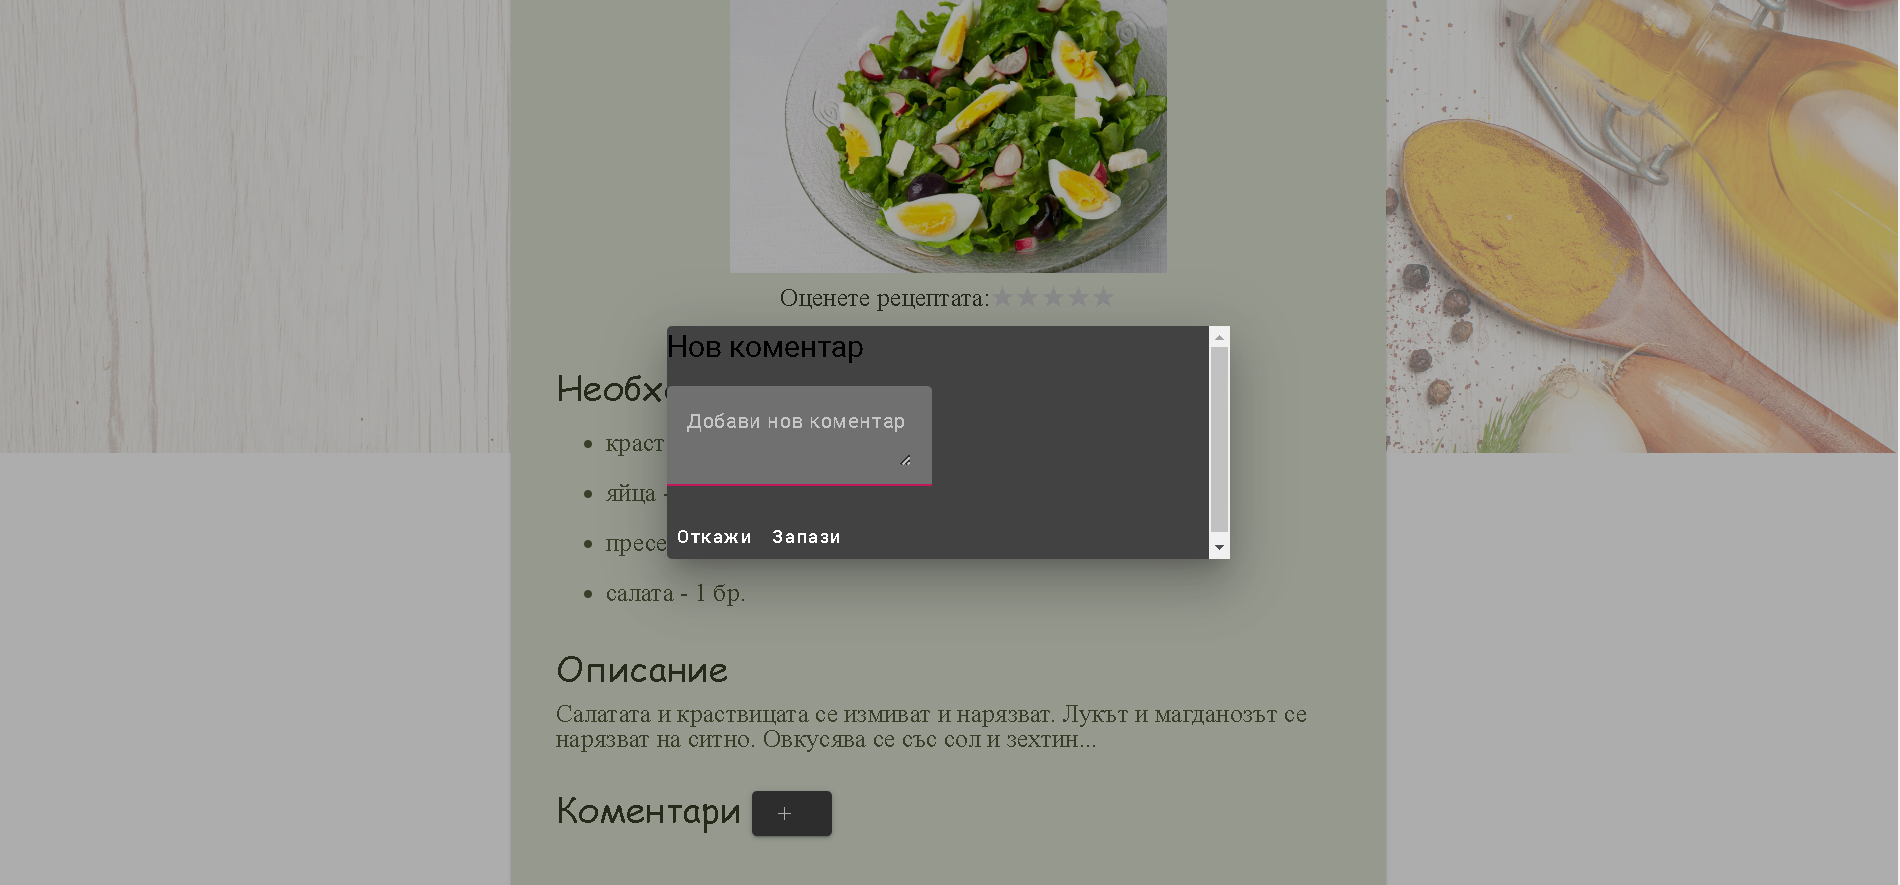 Оценете рецептата:
Нов коментар
Необх
Добави нов коментар
краст
яйца -
пресе
Откажи Запази
салата - 1 бр.
Описание
Салатата и краставицата се измиват и нарязват. Лукът и магданозът се
нарязват на ситно. Овкусява се със сол и зехтин...
Коментари +